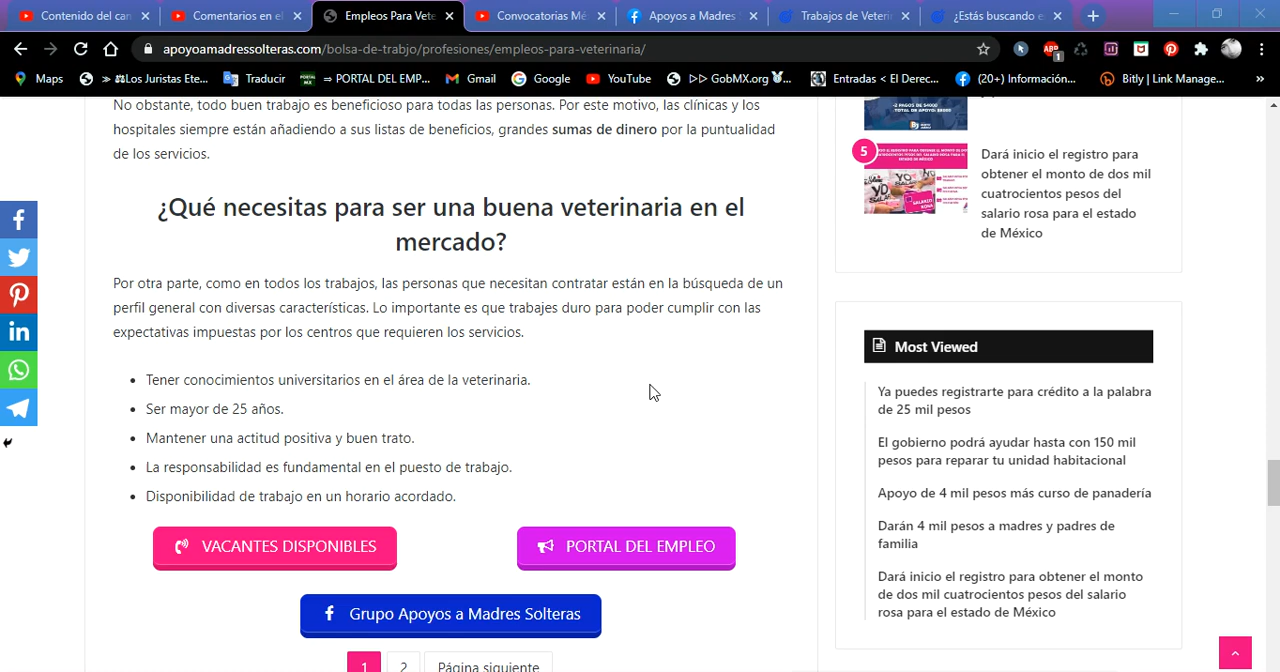 Contenido del can
Comentarios en el
Empleos Para Vete
Convocatorias Mé
Apoyos a Madres
Trabajos de Veterin
¿Estás buscando e
apoyoamadressolteras.com/bolsa-de-trabjo/profesiones/empleos-para-veterinaria/
Maps
» ⚖Los Juristas Ete...
Traducir
⇒ PORTAL DEL EMP...
Gmail
Google
YouTube
▷▷ GobMX.org 🐰...
Entradas < El Derec...
(20+) Información...
Bitly | Link Manage...
»
No obstante, todo buen trabajo es beneficioso para todas las personas. Por este motivo, las clínicas y los
hospitales siempre están añadiendo a sus listas de beneficios, grandes sumas de dinero por la puntualidad
de los servicios.
¿Qué necesitas para ser una buena veterinaria en el
mercado?
Por otra parte, como en todos los trabajos, las personas que necesitan contratar están en la búsqueda de un
perfil general con diversas características. Lo importante es que trabajes duro para poder cumplir con las
expectativas impuestas por los centros que requieren los servicios.
• Tener conocimientos universitarios en el área de la veterinaria.
• Ser mayor de 25 años.
• Mantener una actitud positiva y buen trato.
• La responsabilidad es fundamental en el puesto de trabajo.
• Disponibilidad de trabajo en un horario acordado.
VACANTES DISPONIBLES
PORTAL DEL EMPLEO
Grupo Apoyos a Madres Solteras
1
2
Página siguiente
5
Dará inicio el registro para
obtener el monto de dos mil
cuatrocientos pesos del
salario rosa para el estado
de México
Most Viewed
Ya puedes registrarte para crédito a la palabra
de 25 mil pesos
El gobierno podrá ayudar hasta con 150 mil
pesos para reparar tu unidad habitacional
Apoyo de 4 mil pesos más curso de panadería
Darán 4 mil pesos a madres y padres de
familia
Dará inicio el registro para obtener el monto
de dos mil cuatrocientos pesos del salario
rosa para el estado de México